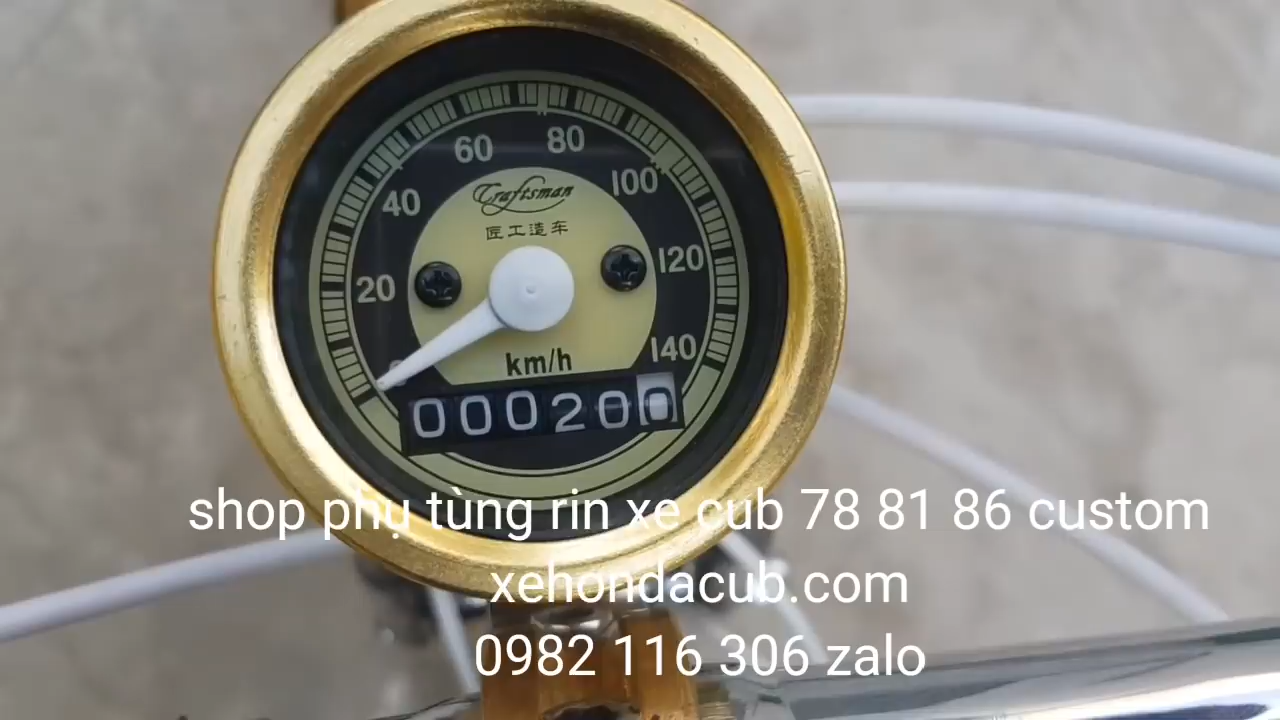 60 80
40 100
Craftsman
匠工造车
20 120
0 140
km/h
000200
shop phụ tùng rin xe cub 78 81 86 custom
xehondacub.com
0982 116 306 zalo